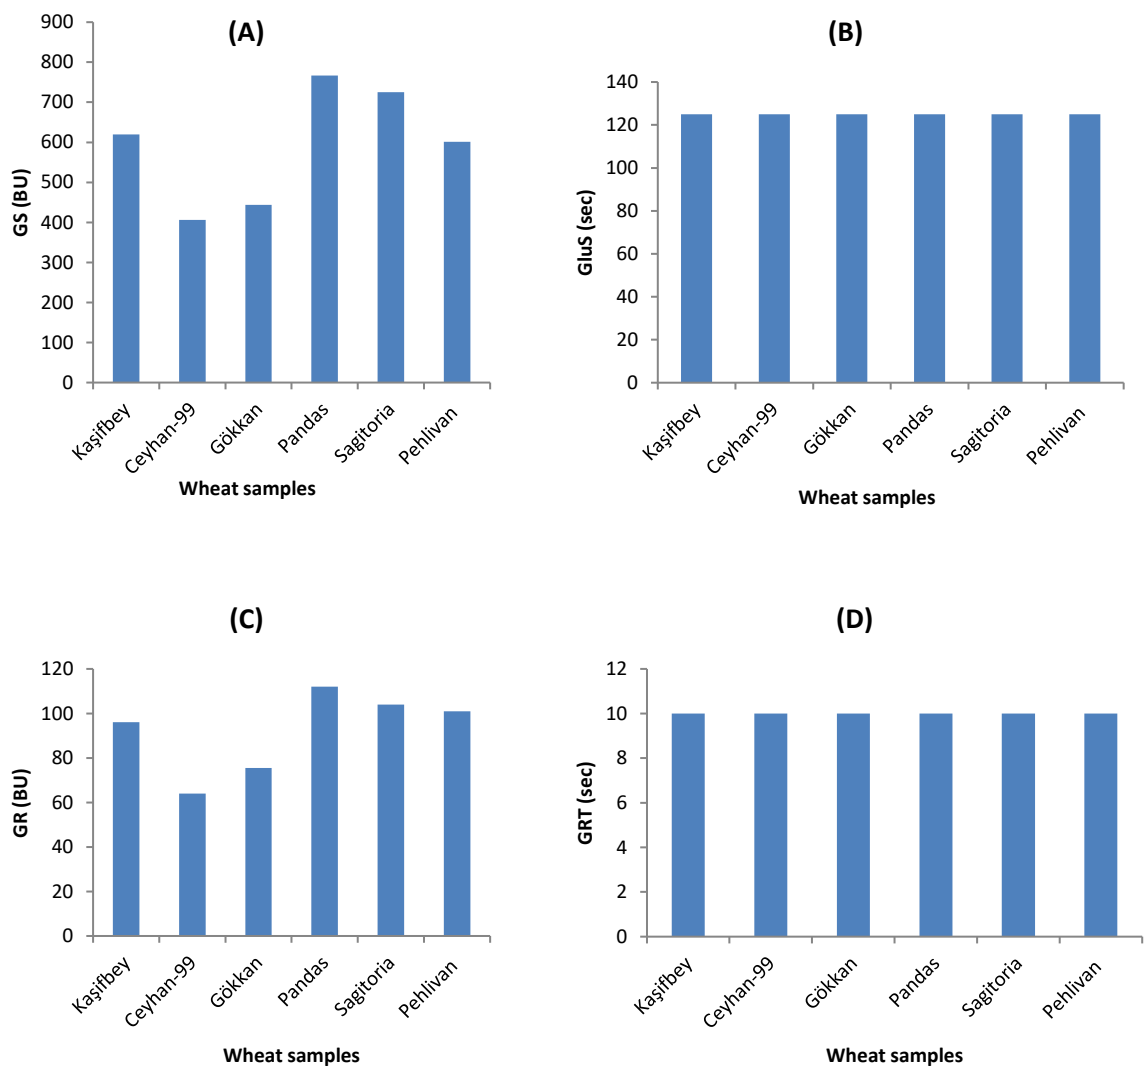 (A)
900
800
700
600
500
400
300
200
100
0
GS (BU)
Kaşifbey
Ceyhan-99
Gökkan
Pandas
Sagitoria
Pehlivan
Wheat samples
(B)
140
120
100
80
60
40
20
0
GluS (sec)
Kaşifbey
Ceyhan-99
Gökkan
Pandas
Sagitoria
Pehlivan
Wheat samples
(C)
120
100
80
60
40
20
0
GR (BU)
Kaşifbey
Ceyhan-99
Gökkan
Pandas
Sagitoria
Pehlivan
Wheat samples
(D)
12
10
8
6
4
2
0
GRT (sec)
Kaşifbey
Ceyhan-99
Gökkan
Pandas
Sagitoria
Pehlivan
Wheat samples